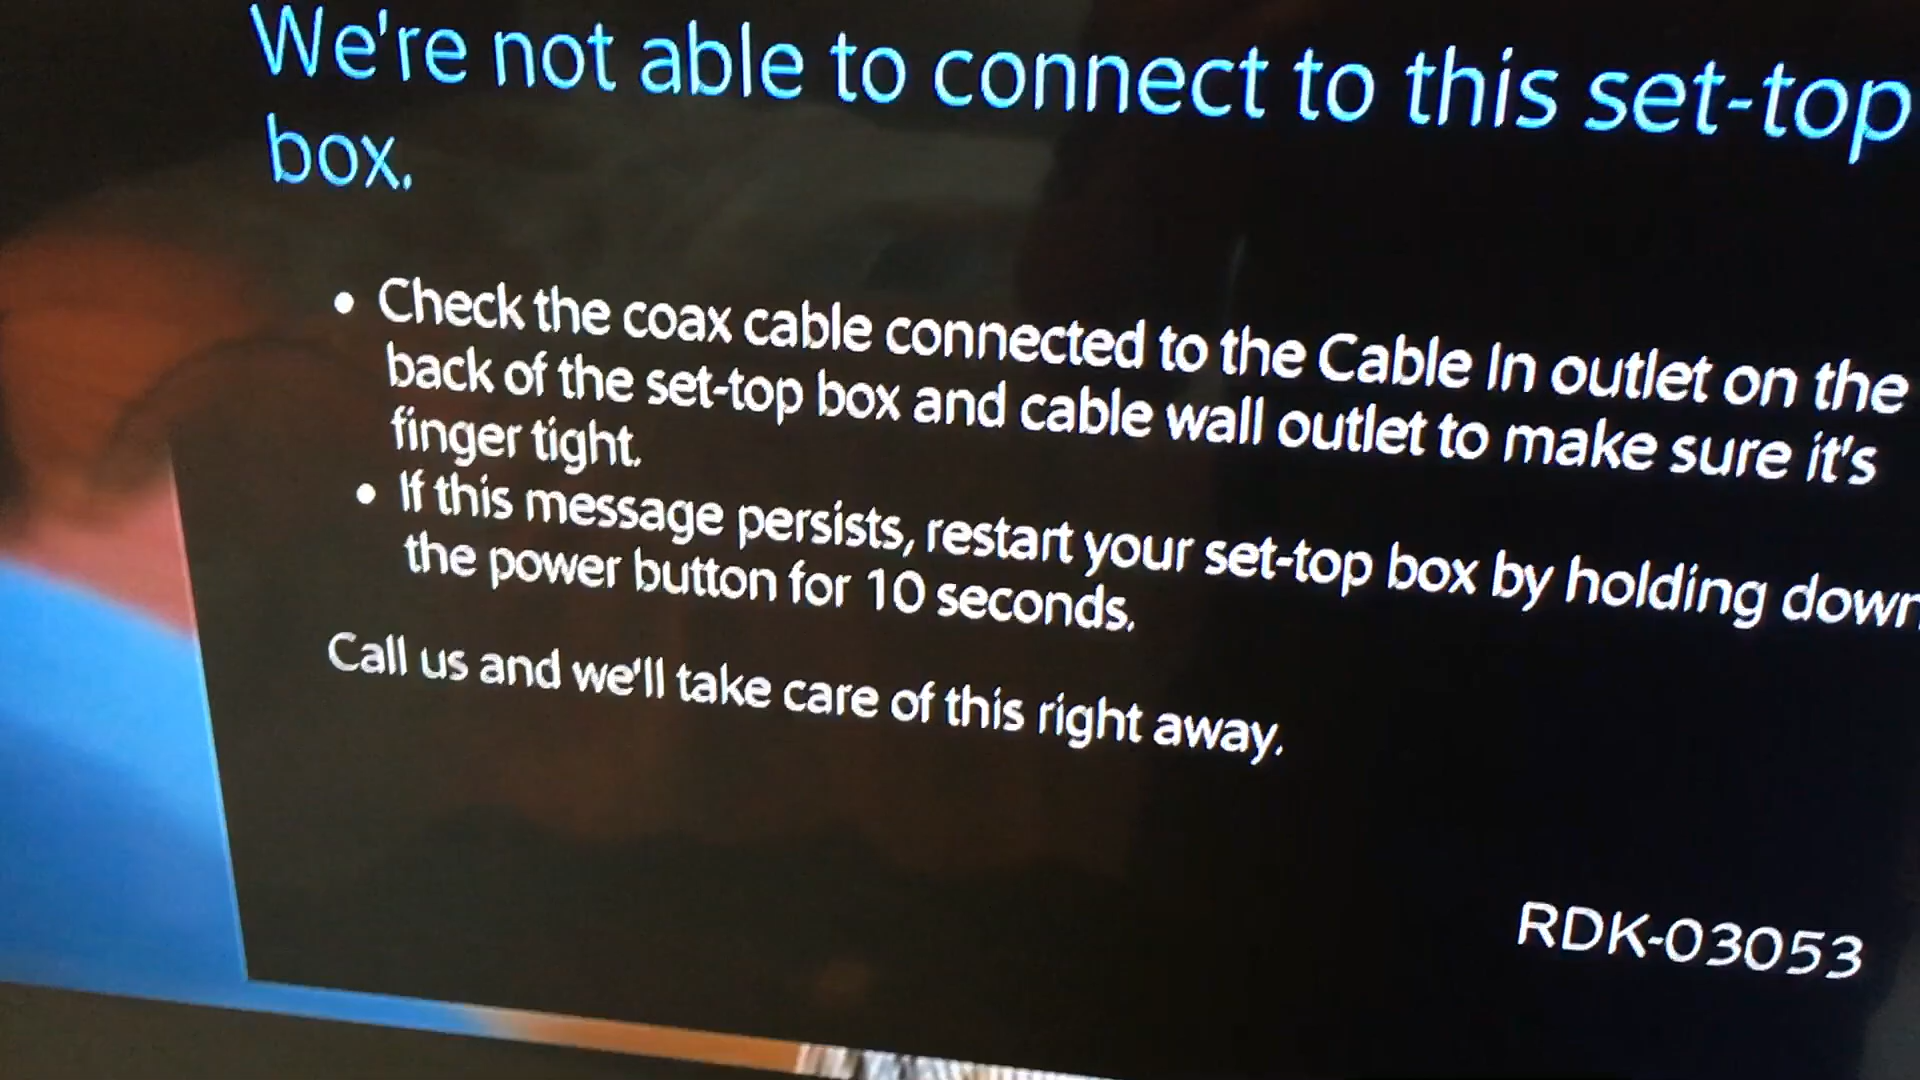 We're not able to connect to this set-top
box.
• Check the coax cable connected to the Cable In outlet on the
back of the set-top box and cable wall outlet to make sure it's
finger tight.
• If this message persists, restart your set-top box by holding down
the power button for 10 seconds.
Call us and we'll take care of this right away.
RDK-03053